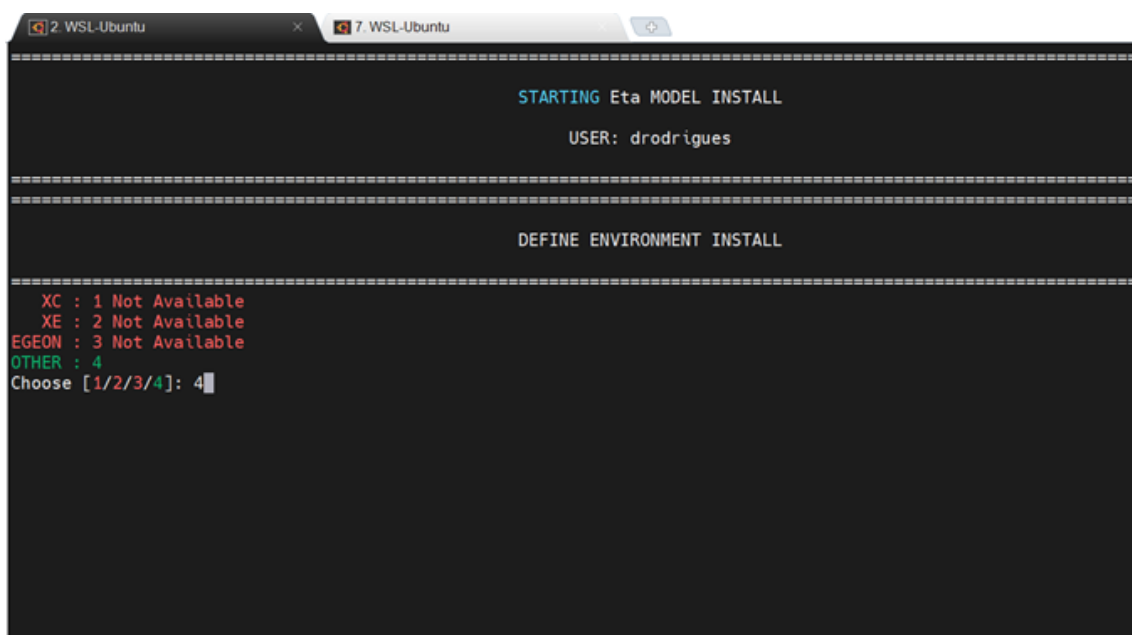 2. WSL-Ubuntu
7. WSL-Ubuntu
================================================================================================================
STARTING Eta MODEL INSTALL
USER: drodrigues
================================================================================================================
================================================================================================================
DEFINE ENVIRONMENT INSTALL
================================================================================================================
XC : 1 Not Available
XE : 2 Not Available
EGEON : 3 Not Available
OTHER : 4
Choose [1/2/3/4]: 4